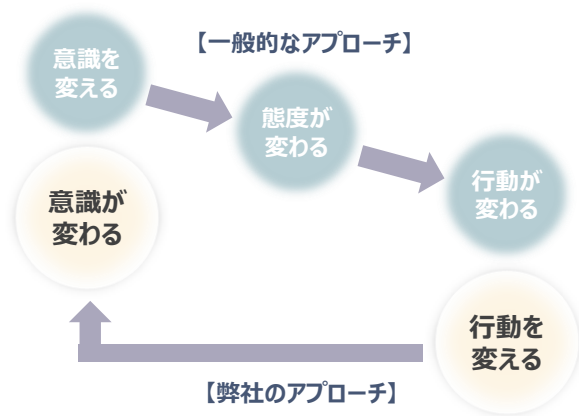 【一般的なアプローチ】
意識を
変える
態度が
変わる
行動が
変わる
意識が
変わる
行動を
変える
【弊社のアプローチ】